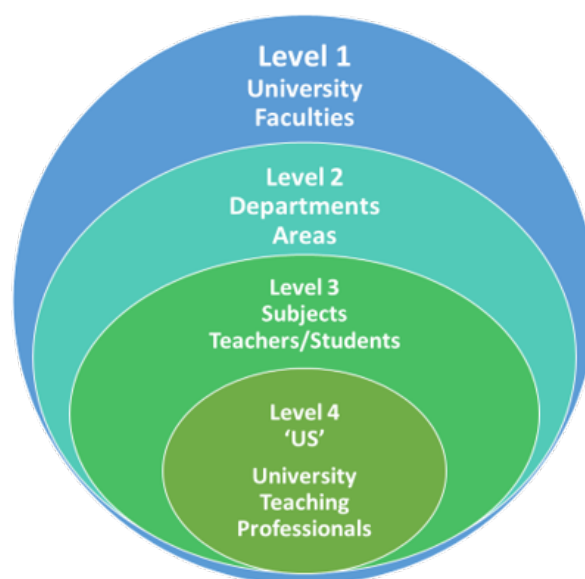 Level 1
University
Faculties
Level 2
Departments
Areas
Level 3
Subjects
Teachers/Students
Level 4
‘US’
University
Teaching
Professionals